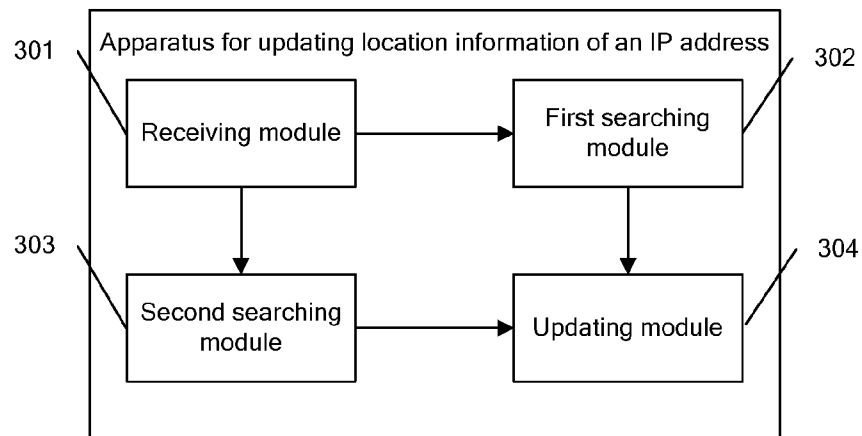 Apparatus for updating location information of an IP address
301
302
Receiving module
First searching
module
303
304
Second searching
module
Updating module